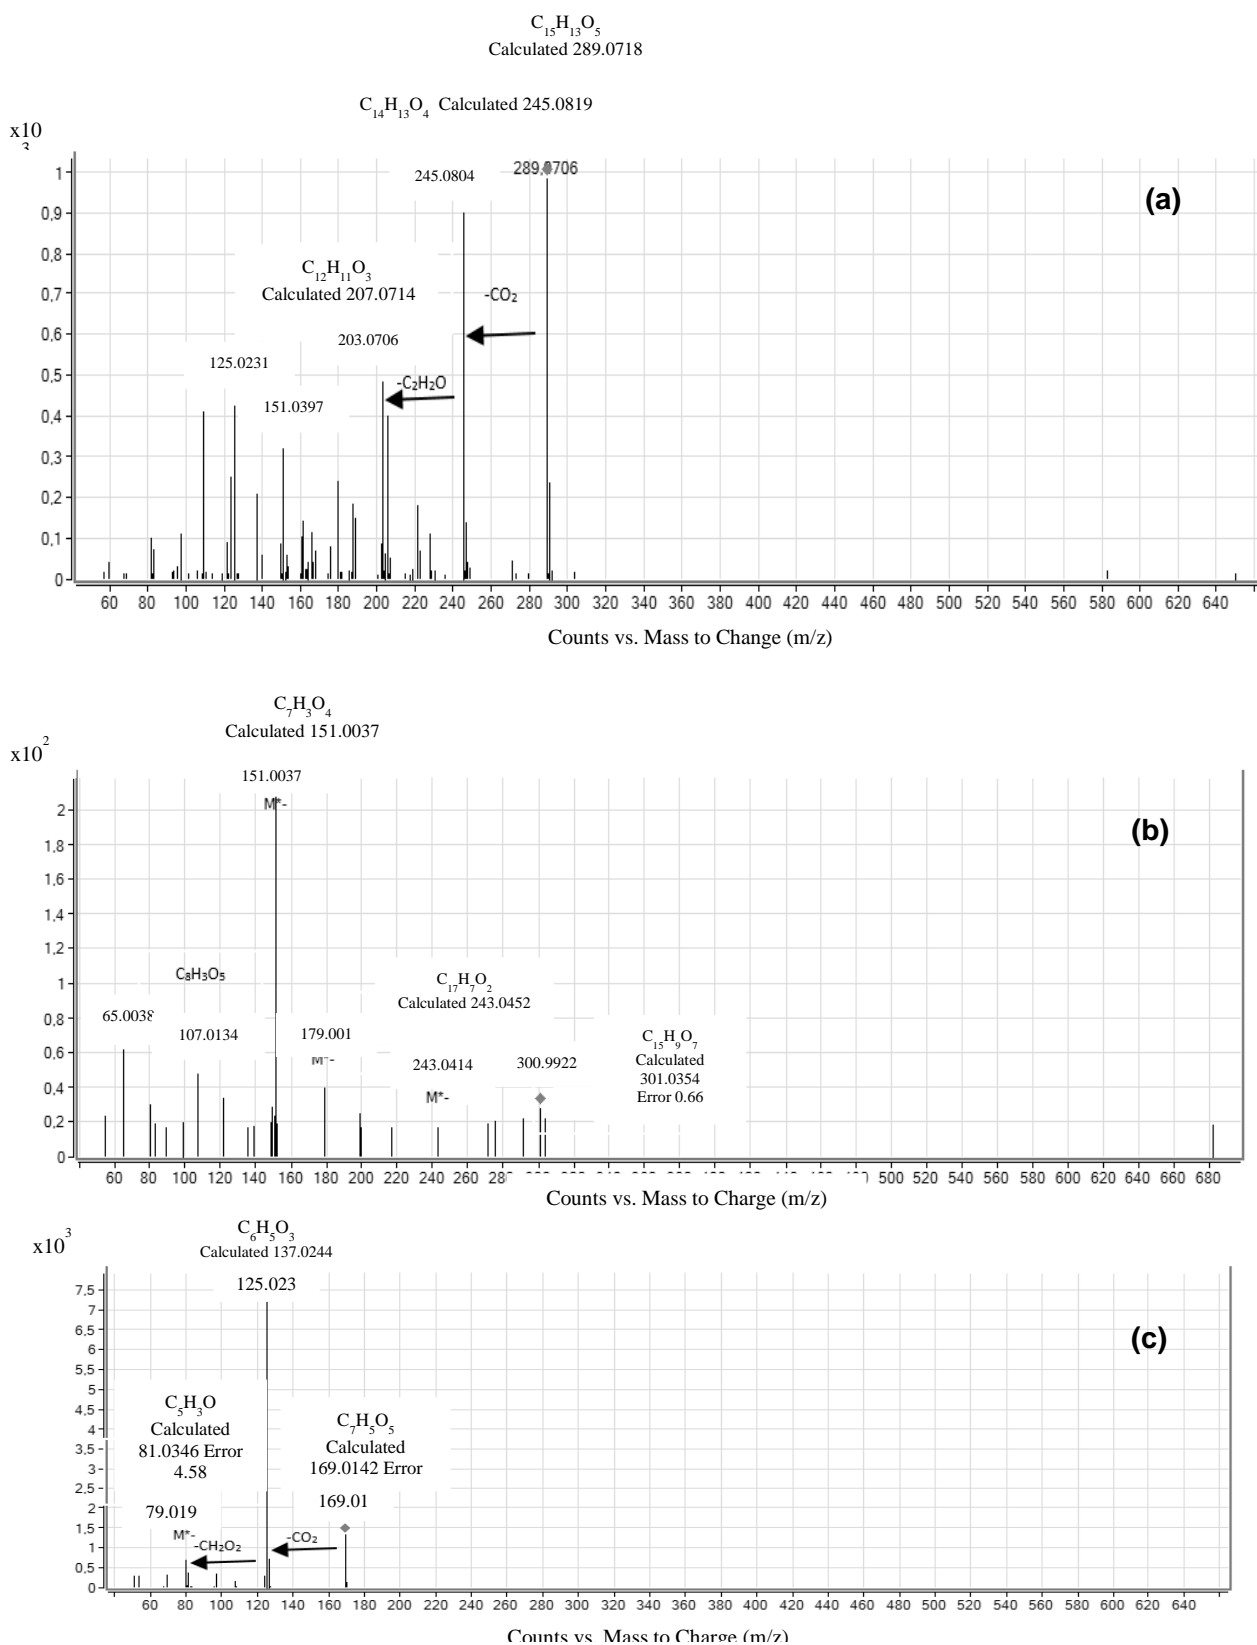 C15H13O5
Calculated 289.0718
C14H13O4 Calculated 245.0819
x10
3
245.0804
289.0706
(a)
C12H11O3
Calculated 207.0714
-CO2
203.0706
125.0231
-C2H2O
151.0397
1
0,9
0,8
0,7
0,6
0,5
0,4
0,3
0,2
0,1
0
60 80 100 120 140 160 180 200 220 240 260 280 300 320 340 360 380 400 420 440 460 480 500 520 540 560 580 600 620 640
Counts vs. Mass to Change (m/z)
C7H3O4
Calculated 151.0037
x10 2
151.0037
M*-
(b)
C8H3O5
C17H7O2
Calculated 243.0452
65.0038
107.0134
179.001
M*-
243.0414
M*-
300.9922
C15H9O7
Calculated
301.0354
Error 0.66
2
1,8
1,6
1,4
1,2
1
0,8
0,6
0,4
0,2
0
60 80 100 120 140 160 180 200 220 240 260 28 500 520 540 560 580 600 620 640 660 680
Counts vs. Mass to Charge (m/z)
C6H5O3
Calculated 137.0244
x10 3
125.023
(c)
C5H3O
Calculated
81.0346 Error
4.58
C7H5O5
Calculated
169.0142 Error
79.019
169.01
M*-
-CH2O2
-CO2
7,5
7
6,5
6
5,5
5
4,5
4
3,5
3
2,5
2
1,5
1
0,5
0
60 80 100 120 140 160 180 200 220 240 260 280 300 320 340 360 380 400 420 440 460 480 500 520 540 560 580 600 620 640
Counts vs. Mass to Charge (m/z)